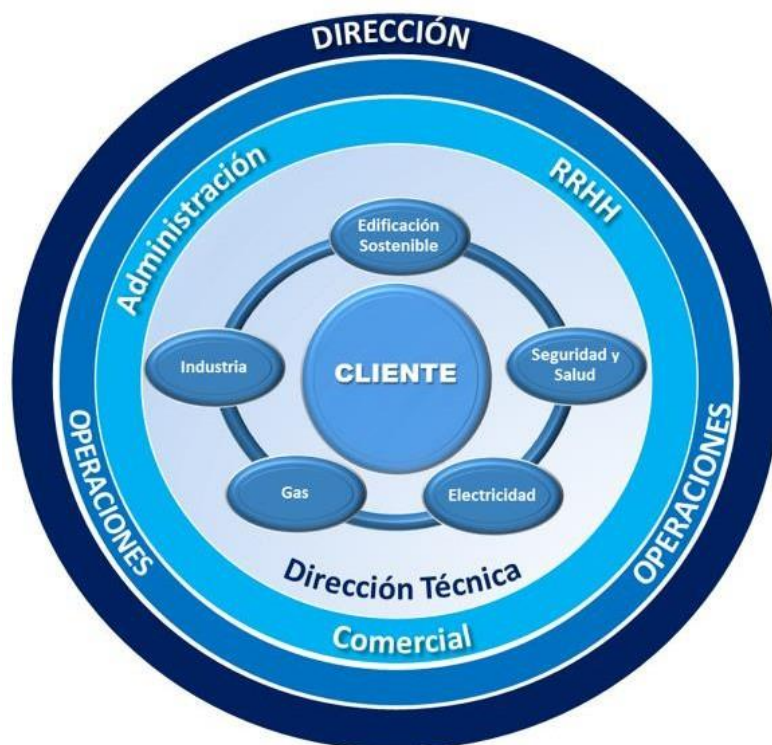 DIRECCIÓN
Administración
RRHH
Edificación
Sostenible
Industria
CLIENTE
Seguridad y
Salud
Gas
Electricidad
OPERACIONES
OPERACIONES
Dirección Técnica
Comercial